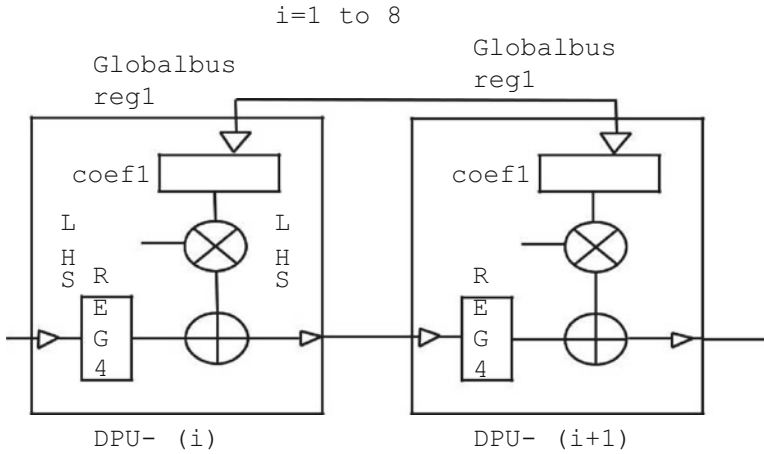 i=1 to 8
Globalbus
reg1
Globalbus
reg1
coef1
coef1
L
H
S
L
H
S
R
E
G
4
R
E
G
4
DPU- (i)
DPU- (i+1)